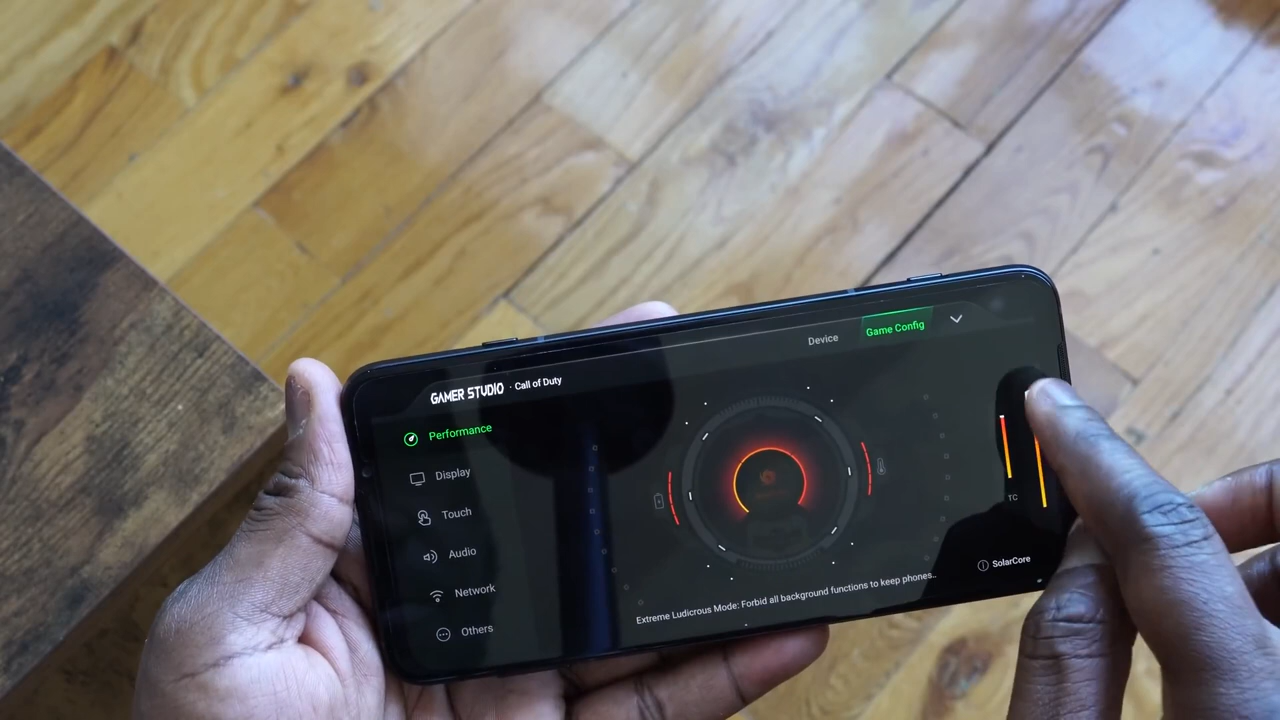 Device
Game Config
GAMER STUDIO · Call of Duty
Performance
Display
Touch
Audio
Network
Others
TC
SolarCore
Extreme Ludicrous Mode: Forbid all background functions to keep phones..